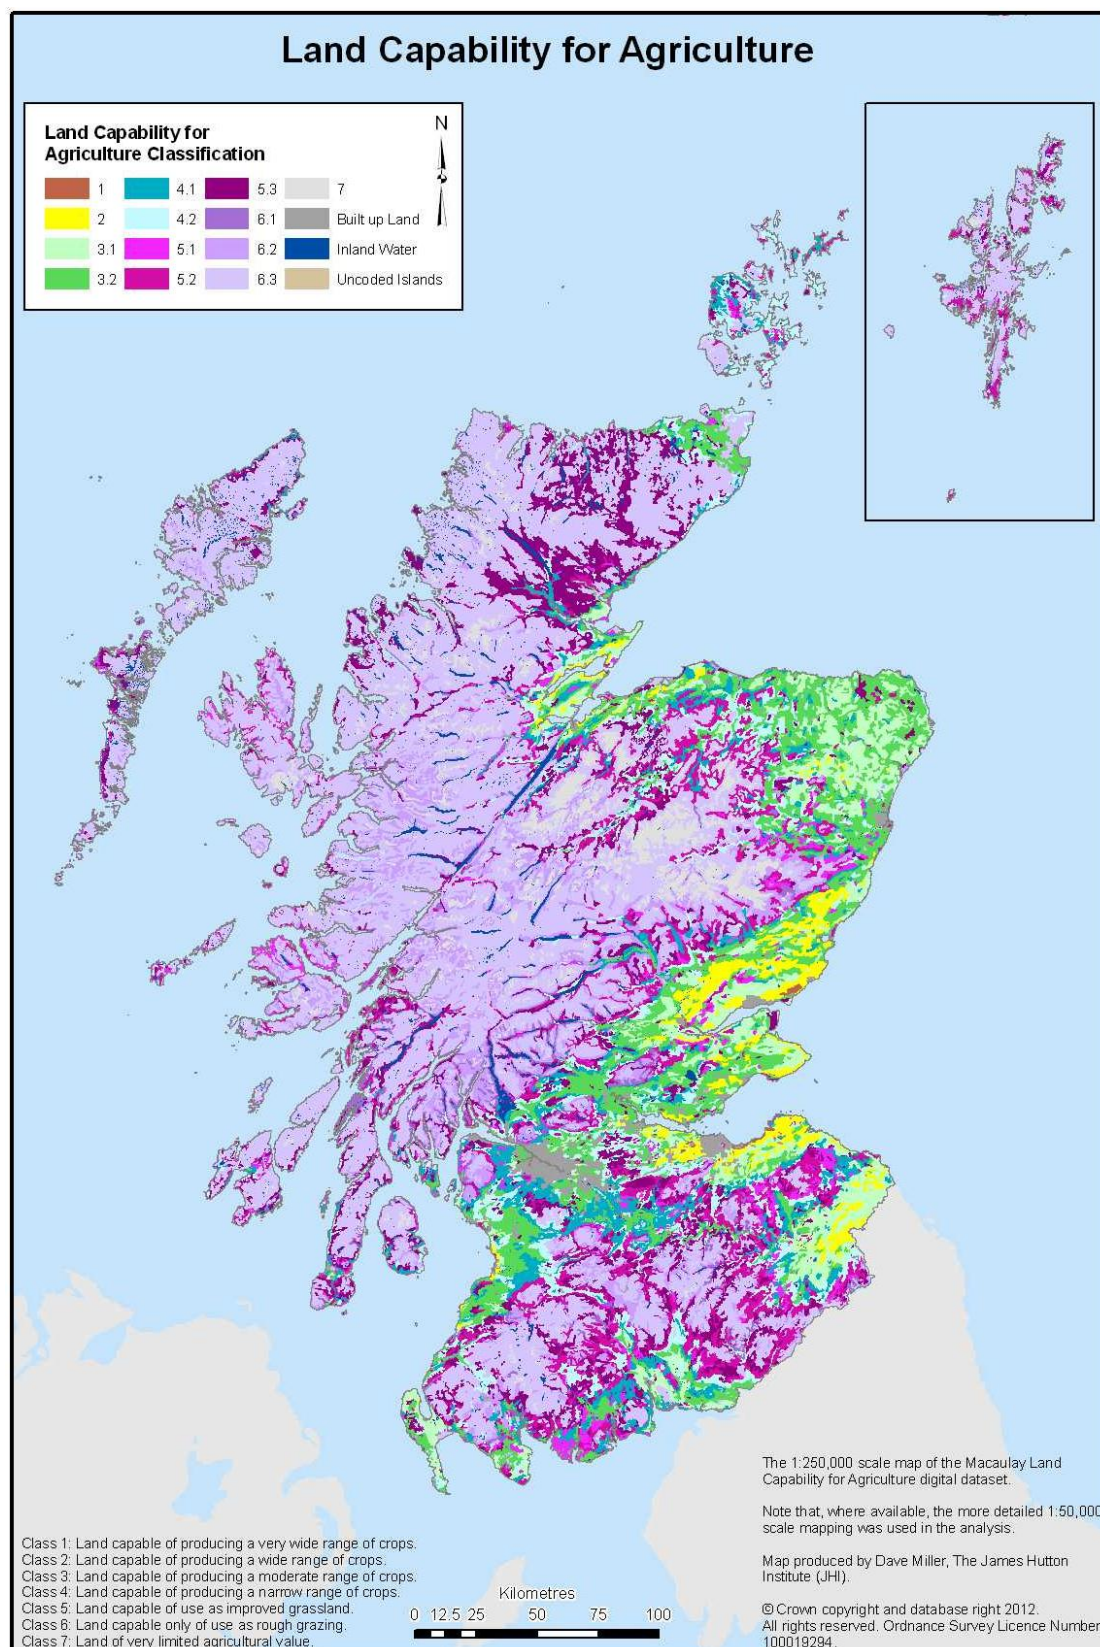 Land Capability for Agriculture
Land Capability for
Agriculture Classification
N
1
4.1
5.3
7
2
4.2
6.1
Built up Land
3.1
5.1
6.2
Inland Water
3.2
5.2
6.3
Uncoded Islands
The 1:250,000 scale map of the Macaulay Land
Capability for Agriculture digital dataset.
Note that, where available, the more detailed 1:50,000
scale mapping was used in the analysis.
Map produced by Dave Miller, The James Hutton
Institute (JHI).
© Crown copyright and database right 2012.
All rights reserved. Ordnance Survey Licence Number
100019294.
Class 1: Land capable of producing a very wide range of crops.
Class 2: Land capable of producing a wide range of crops.
Class 3: Land capable of producing a moderate range of crops.
Class 4: Land capable of producing a narrow range of crops.
Class 5: Land capable of use as improved grassland.
Class 6: Land capable only of use as rough grazing.
Class 7: Land of very limited agricultural value.
Kilometres
0 12.5 25 50 75 100